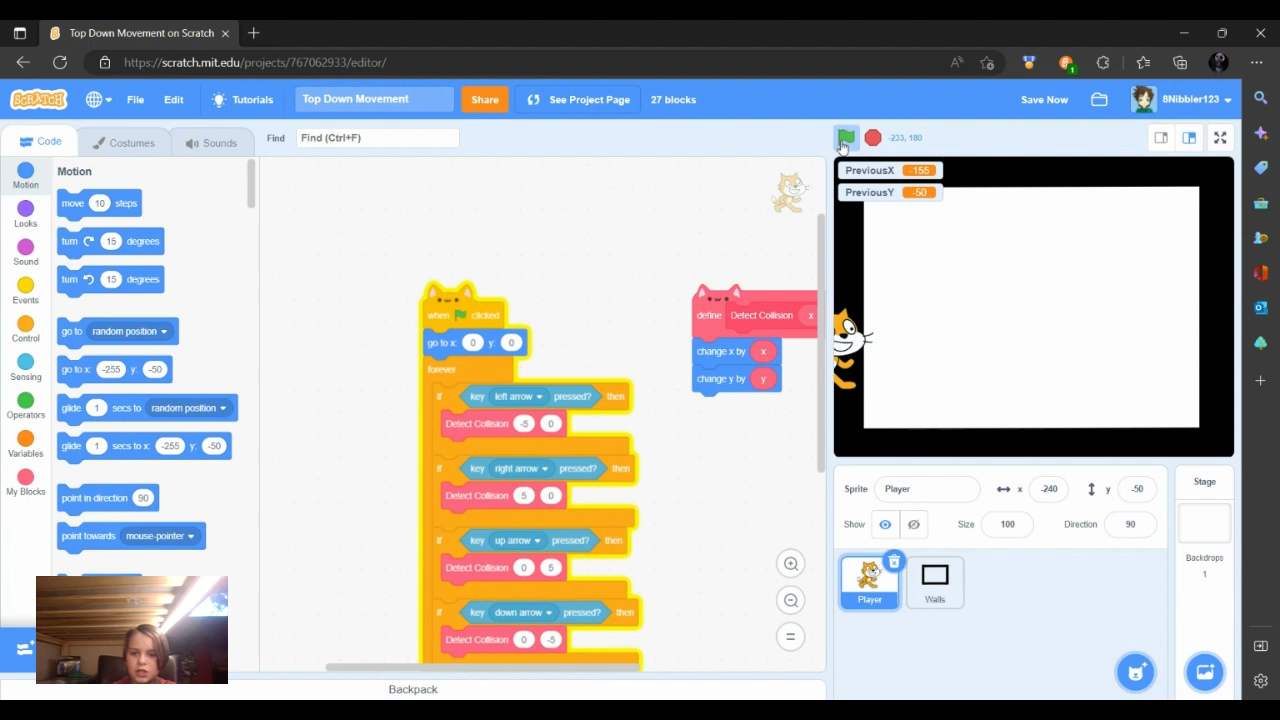 Top Down Movement on Scratch
https://scratch.mit.edu/projects/767062933/editor/
SCRATCH File Edit Tutorials Top Down Movement Share See Project Page 27 blocks Save Now 8Nibbler123
Code Costumes Sounds Find Find (Ctrl+F) -233, 180
Motion
Looks
Sound
Events
Control
Sensing
Operators
Variables
My Blocks
Motion
move 10 steps
turn 15 degrees
turn 15 degrees
go to random position
go to x: -255 y: -50
glide 1 secs to random position
glide 1 secs to x: -255 y: -50
point in direction 90
point towards mouse-pointer
when clicked
go to x: 0 y: 0
forever
if key left arrow pressed? then
Detect Collision -5 0
if key right arrow pressed? then
Detect Collision 5 0
if key up arrow pressed? then
Detect Collision 0 5
if key down arrow pressed? then
Detect Collision 0 -5
define Detect Collision x
change x by x
change y by y
PreviousX -155
PreviousY -50
Sprite Player x -240 y -50
Show Size 100 Direction 90
Player
Walls
Stage
Backdrops
1
Backpack